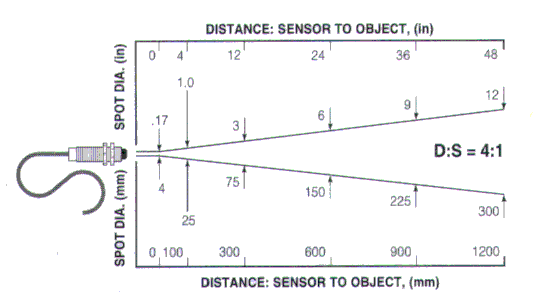 DISTANCE: SENSOR TO OBJECT, (in)
SPOT DIA. (in)
0 4 12 24 36 48
.17 1.0 3 6 9 12
D:S = 4:1
SPOT DIA. (mm)
4 25 75 150 225 300
0 100 300 600 900 1200
DISTANCE: SENSOR TO OBJECT, (mm)